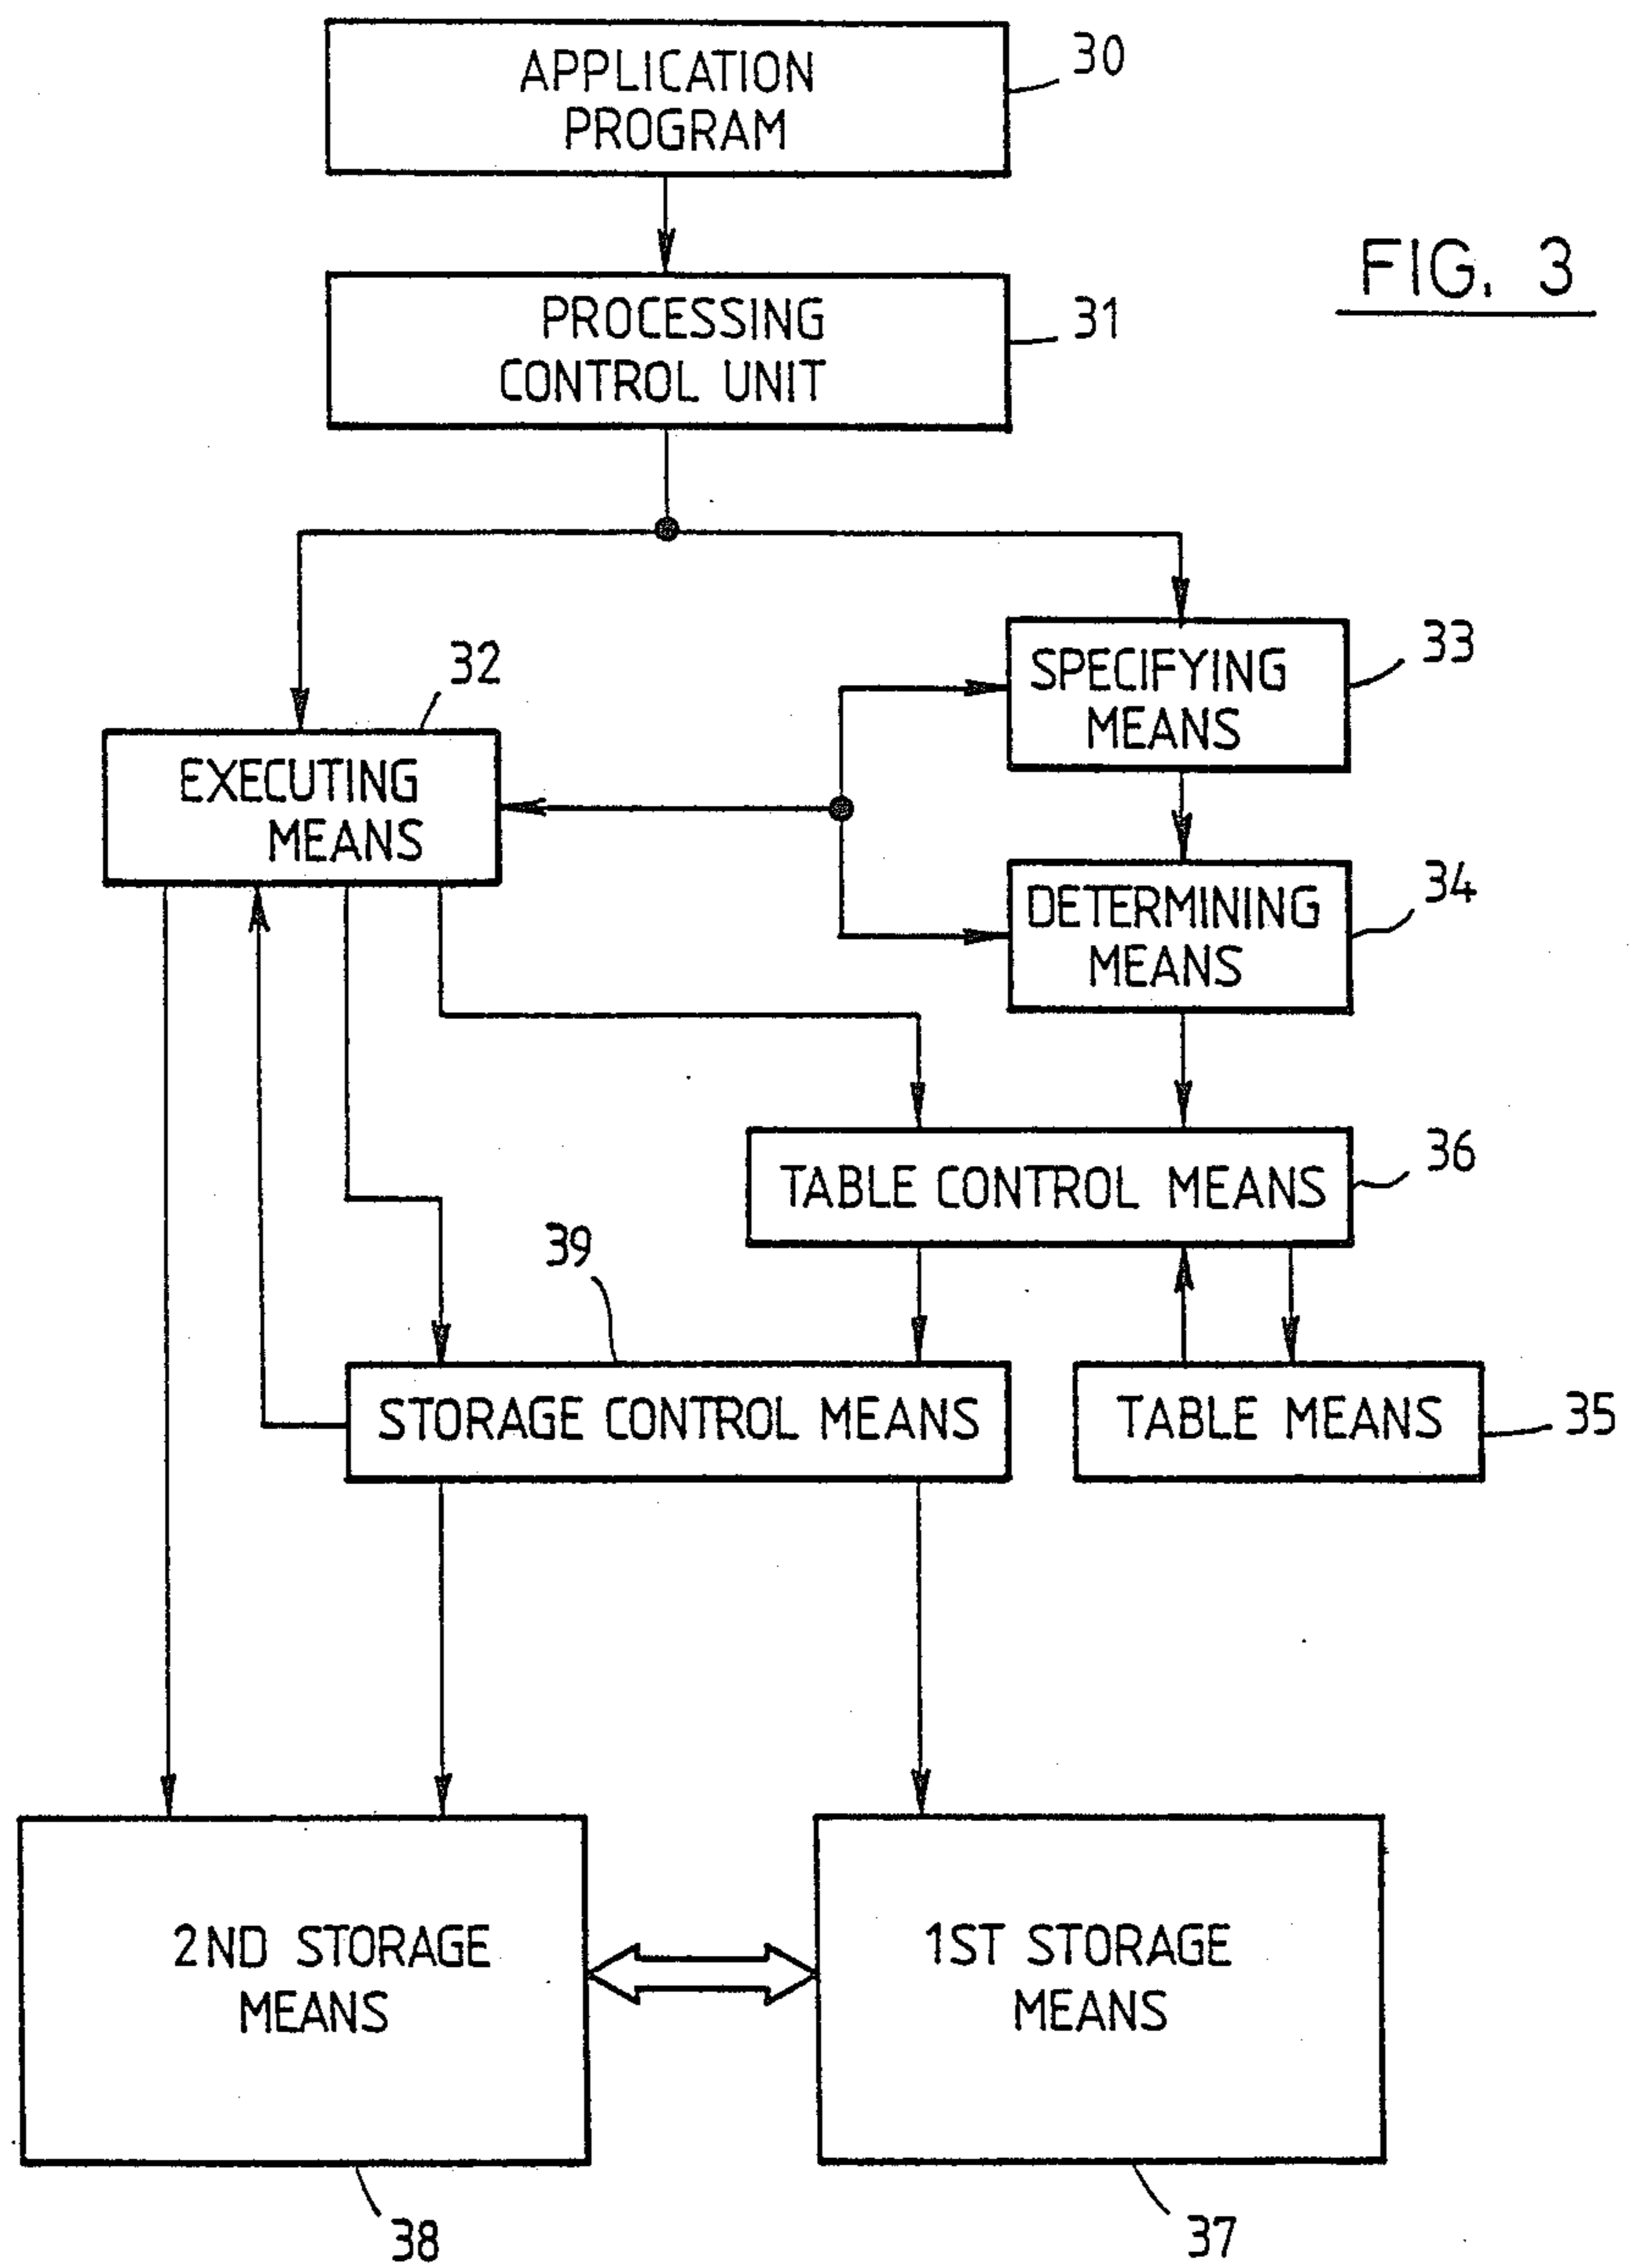 APPLICATION
PROGRAM
30
FIG. 3
PROCESSING
CONTROL UNIT
31
32
EXECUTING
MEANS
SPECIFYING
MEANS
33
DETERMINING
MEANS
34
TABLE CONTROL MEANS
36
39
STORAGE CONTROL MEANS
TABLE MEANS
35
2ND STORAGE
MEANS
1ST STORAGE
MEANS
38
37